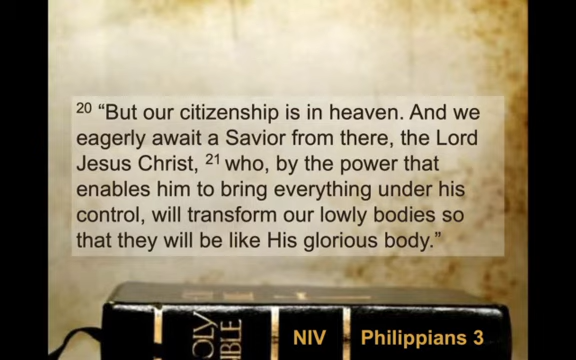 20 “But our citizenship is in heaven. And we
eagerly await a Savior from there, the Lord
Jesus Christ, 21 who, by the power that
enables him to bring everything under his
control, will transform our lowly bodies so
that they will be like His glorious body.”
HOLY
BIBLE
NIV Philippians 3